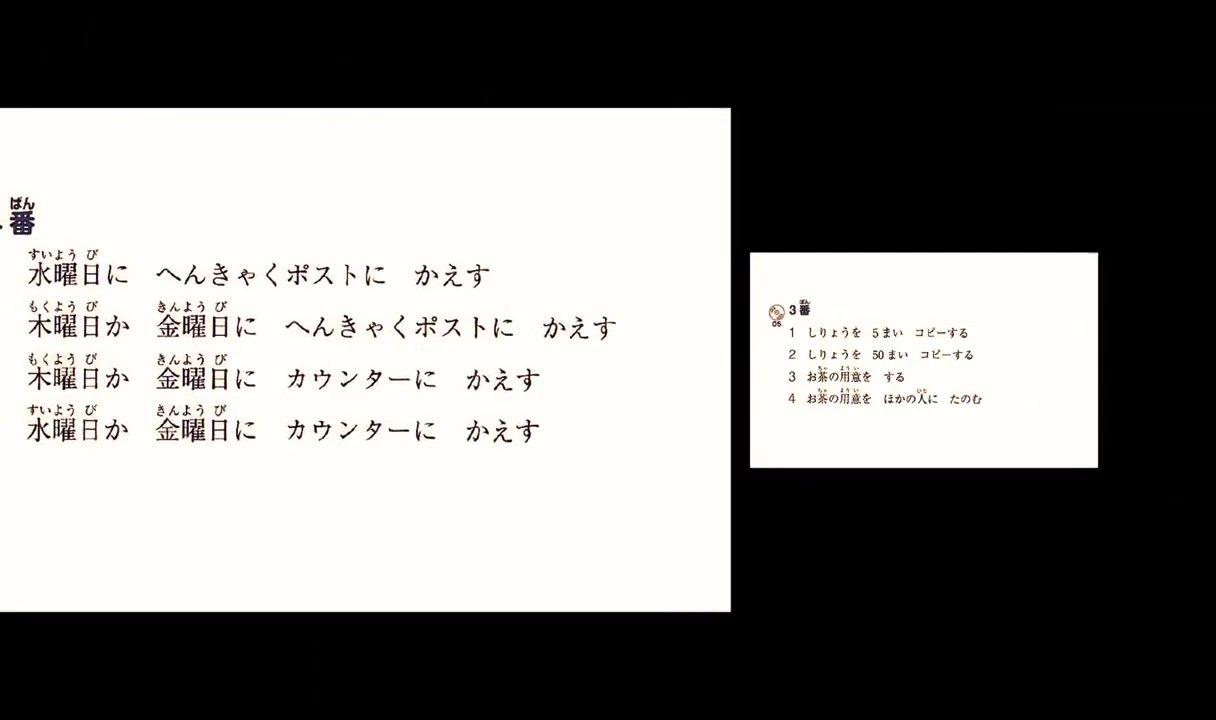 番
水曜日に　へんきゃくポストに　かえす
木曜日か　金曜日に　へんきゃくポストに　かえす
木曜日か　金曜日に　カウンターに　かえす
水曜日か　金曜日に　カウンターに　かえす
3番
05
1　しりょうを　5まい　コピーする
2　しりょうを　50まい　コピーする
3　お茶の用意を　する
4　お茶の用意を　ほかの人に　たのむ